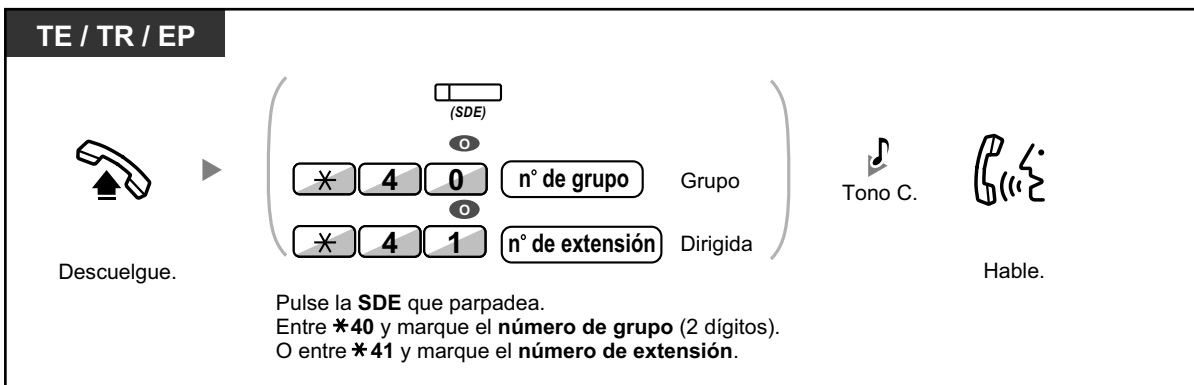 TE / TR / EP
(SDE)
O
* 4 0 n° de grupo Grupo
O
* 4 1 n° de extensión Dirigida
Tono C.
Descuelgue.
Hable.
Pulse la SDE que parpadea.
Entre *40 y marque el número de grupo (2 dígitos).
O entre *41 y marque el número de extensión.